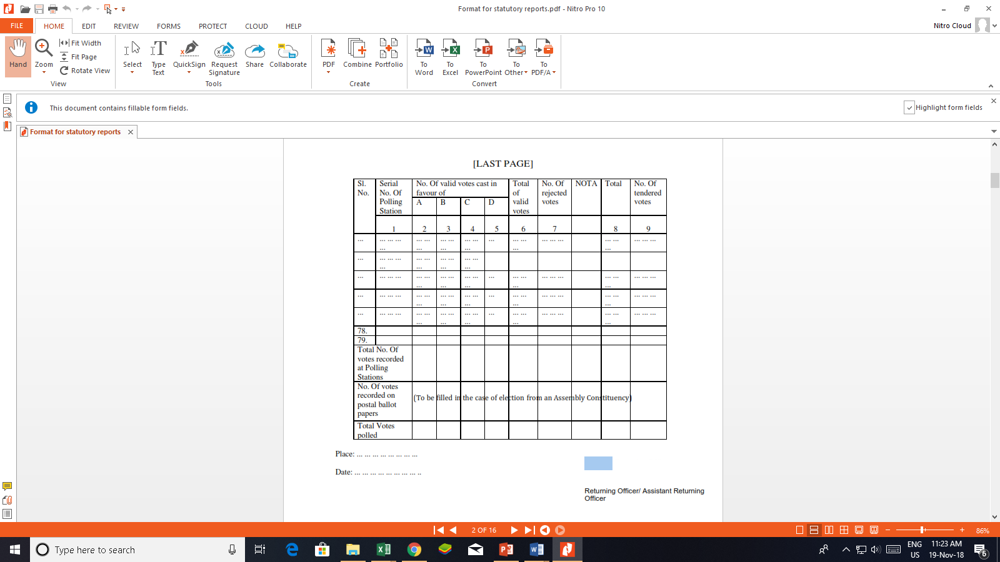 Format for statutory reports.pdf - Nitro Pro 10
FILE HOME EDIT REVIEW FORMS PROTECT CLOUD HELP
Nitro Cloud
Hand
Zoom
Fit Width
Fit Page
Rotate View
View
Select
Type Text
QuickSign
Request Signature
Share
Collaborate
Tools
PDF
Combine
Portfolio
Create
To Word
To Excel
To PowerPoint
To Other
To PDF/A
Convert
This document contains fillable form fields.
Highlight form fields
Format for statutory reports
[LAST PAGE]
Sl. No.
Serial No. Of Polling Station
No. Of valid votes cast in favour of
A B C D
Total of valid votes
No. Of rejected votes
NOTA
Total
No. Of tendered votes
1 2 3 4 5 6 7 8 9
... ... ... ... ... ... ... ... ... ... ... ... ... ... ... ... ... ... ... ... ... ... ... ...
... ... ... ... ... ...
... ... ... ... ... ... ... ... ... ... ...
... ... ... ...
... ... ... ... ... ... ... ... ... ... ... ... ... ... ... ... ... ... ... ... ...
... ... ... ... ...
... ... ... ... ... ... ... ... ... ... ... ... ... ... ... ... ... ... ... ... ...
... ... ... ... ...
... ... ... ... ... ... ... ... ... ... ... ... ... ... ... ... ... ... ... ... ...
... ... ... ... ...
78.
79.
Total No. Of
votes recorded
at Polling
Stations
No. Of votes
recorded on
postal ballot
papers
(To be filled in the case of election from an Assembly Constituency)
Total Votes
polled
Place: ... ... ... ... ... ... ... ...
Date: ... ... ... ... ... ... ... ... ..
Returning Officer/ Assistant Returning
Officer
2 OF 16
86%
Type here to search
ENG
US
11:23 AM
19-Nov-18
6